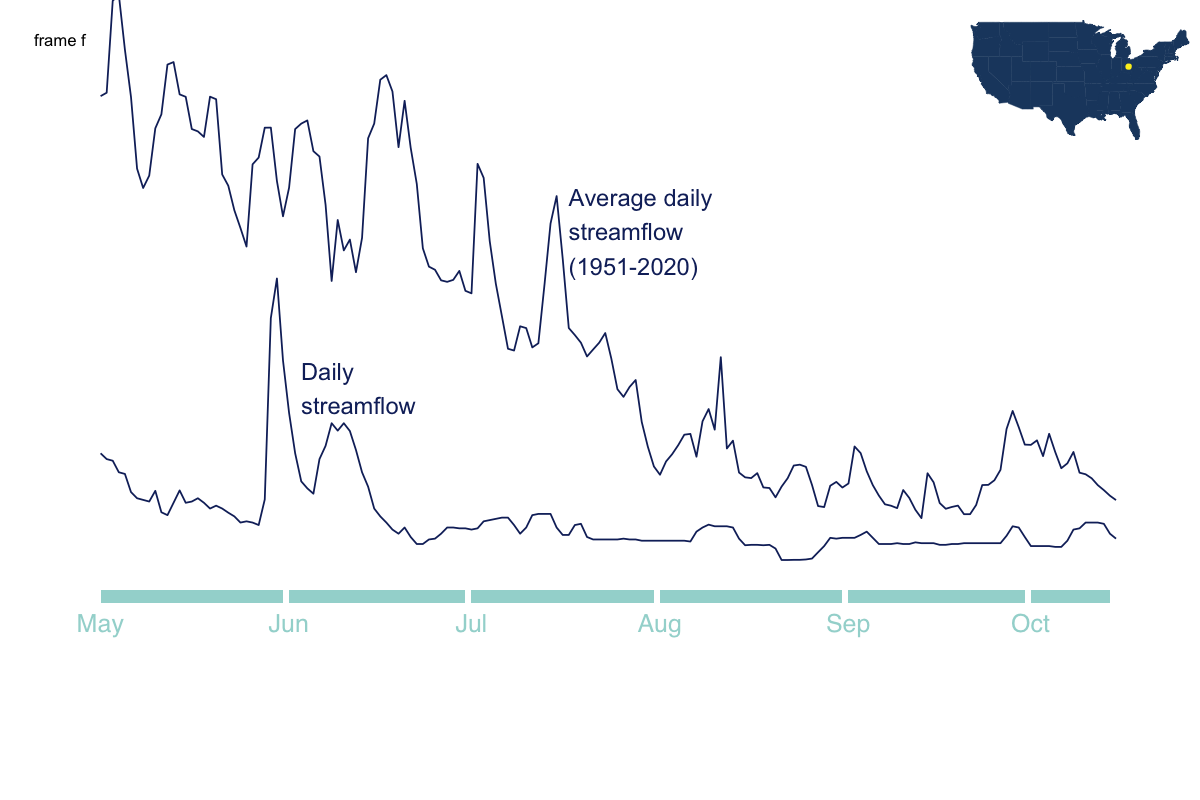 frame f
Average daily
streamflow
(1951-2020)
Daily
streamflow
May Jun Jul Aug Sep Oct